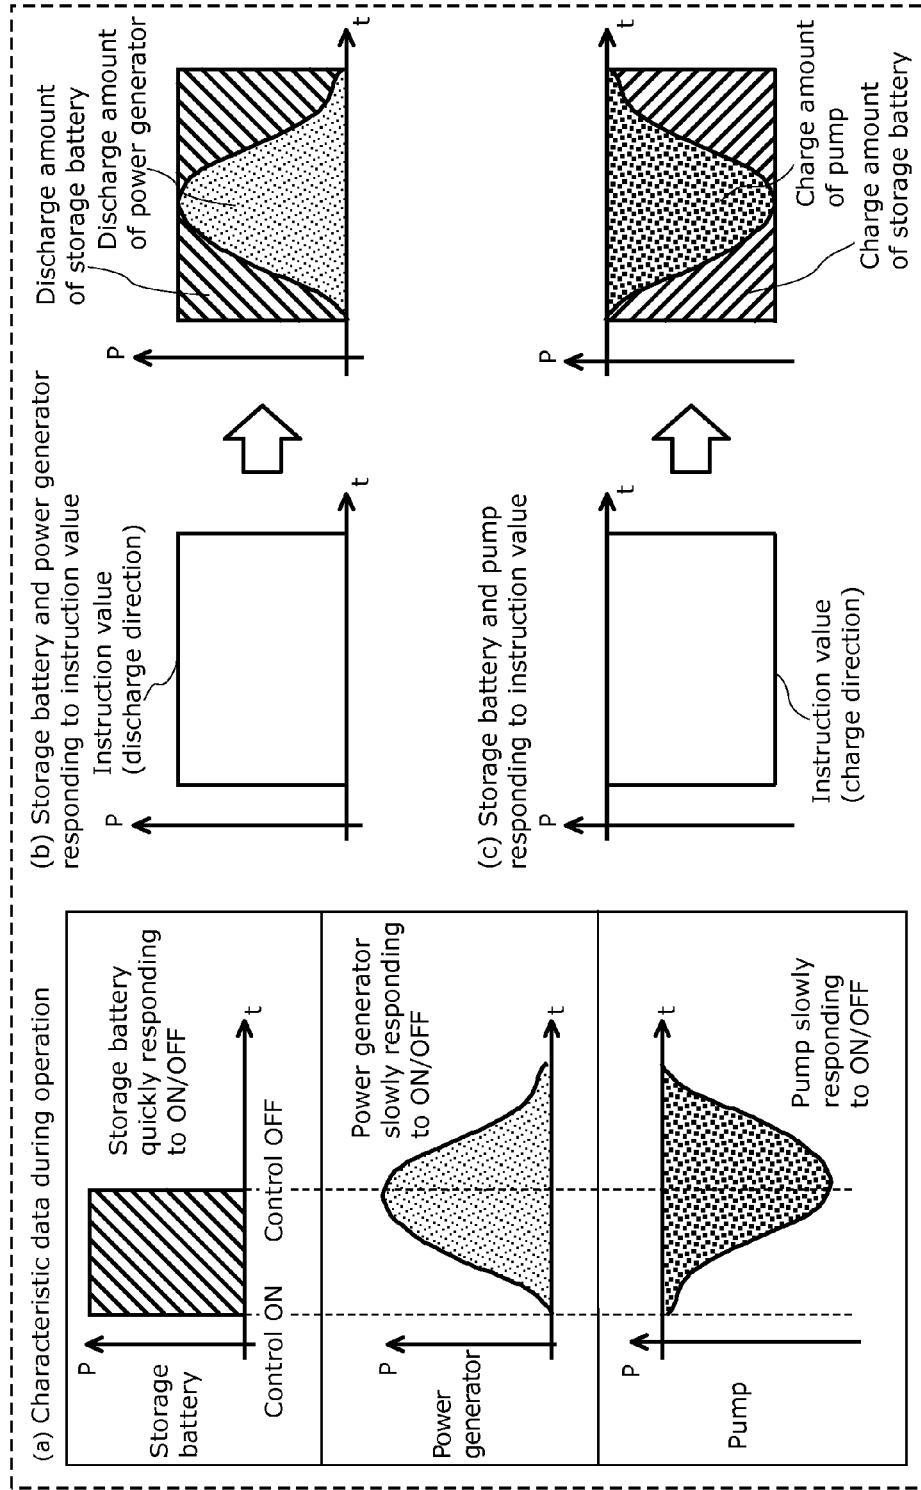 (a) Characteristic data during operation
P
Storage
battery
Storage battery
quickly responding
to ON/OFF
t
Control ON
Control OFF
P
Power
generator
Power generator
slowly responding
to ON/OFF
t
P
Pump
t
Pump slowly
responding
to ON/OFF
(b) Storage battery and power generator
responding to instruction value
P
Instruction value
(discharge direction)
t
P
Discharge amount
of storage battery
Discharge amount
of power generator
t
(c) Storage battery and pump
responding to instruction value
P
t
Instruction value
(charge direction)
P
t
Charge amount
of pump
Charge amount
of storage battery